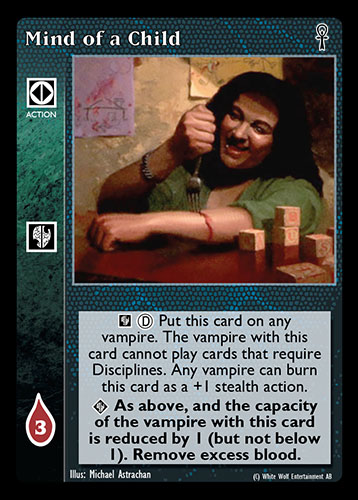 Mind of a Child
ACTION
D Put this card on any
vampire. The vampire with this
card cannot play cards that require
Disciplines. Any vampire can burn
this card as a +1 stealth action.
As above, and the capacity
of the vampire with this card
is reduced by 1 (but not below
1). Remove excess blood.
3
Illus: Michael Astrachan
(C) White Wolf Entertainment AB